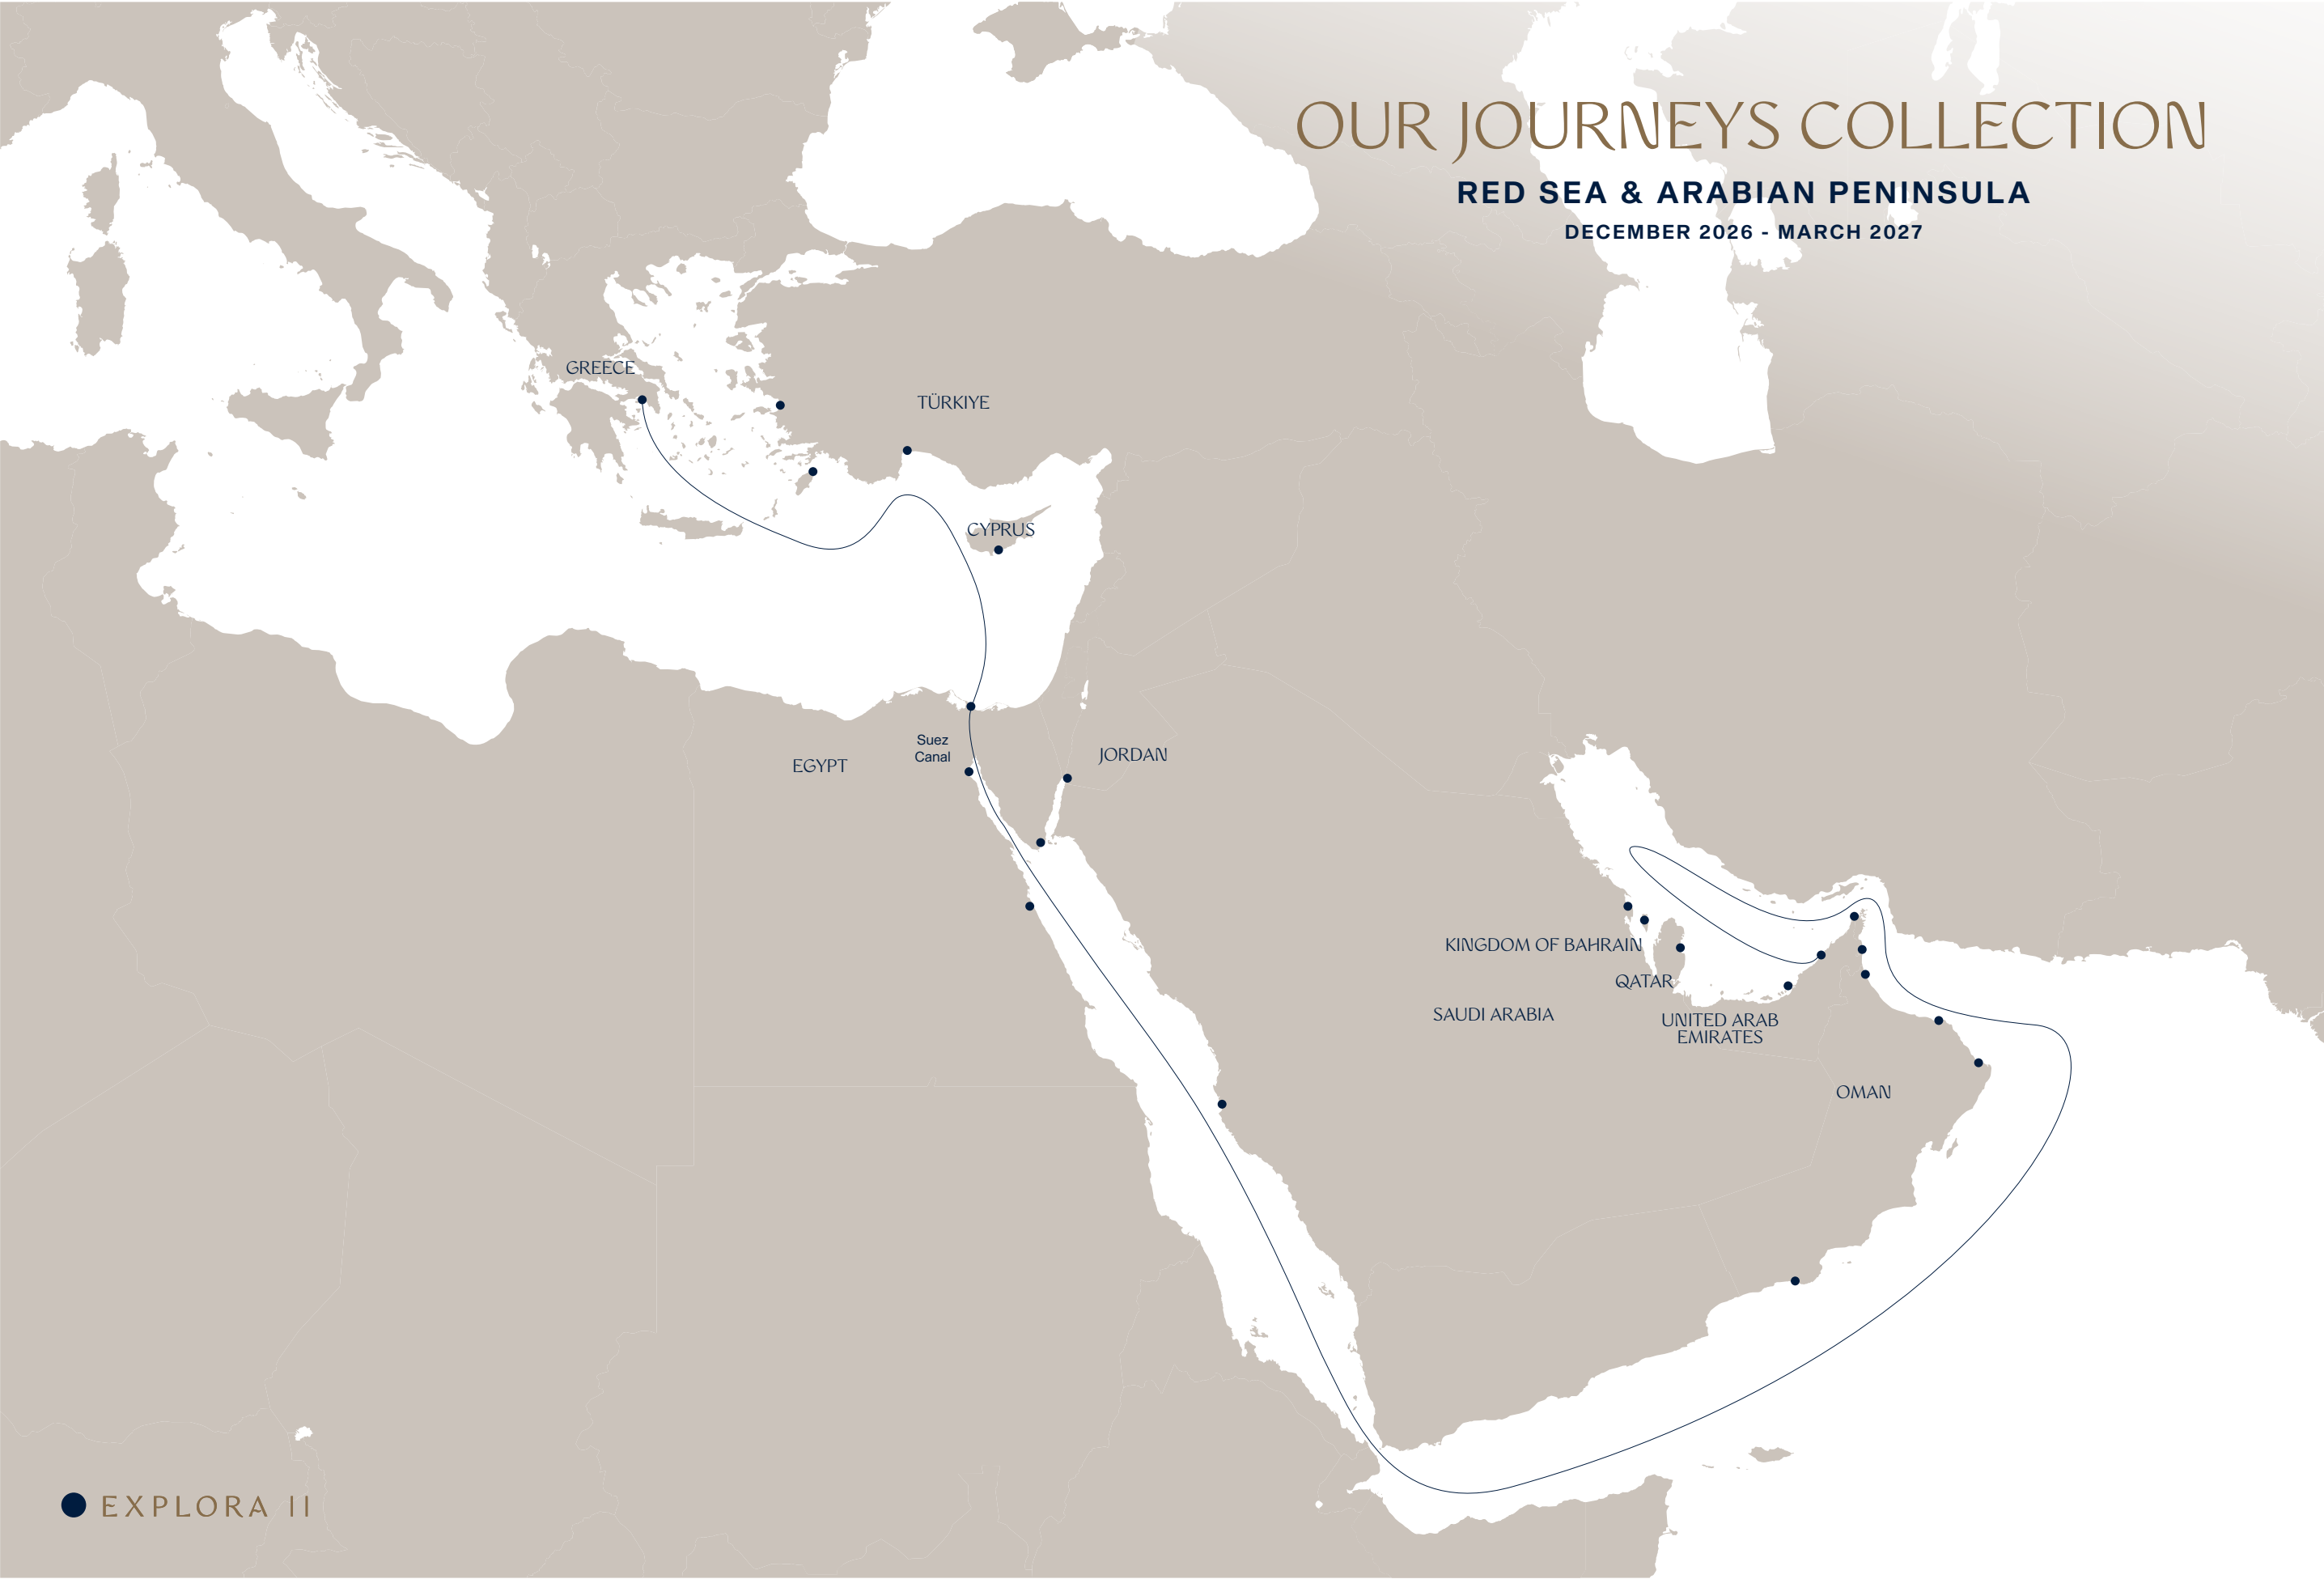 OUR JOURNEYS COLLECTION
RED SEA & ARABIAN PENINSULA
DECEMBER 2026 - MARCH 2027
GREECE
TÜRKIYE
CYPRUS
Suez
Canal
EGYPT
JORDAN
KINGDOM OF BAHRAIN
QATAR
SAUDI ARABIA
UNITED ARAB
EMIRATES
OMAN
EXPLORA II